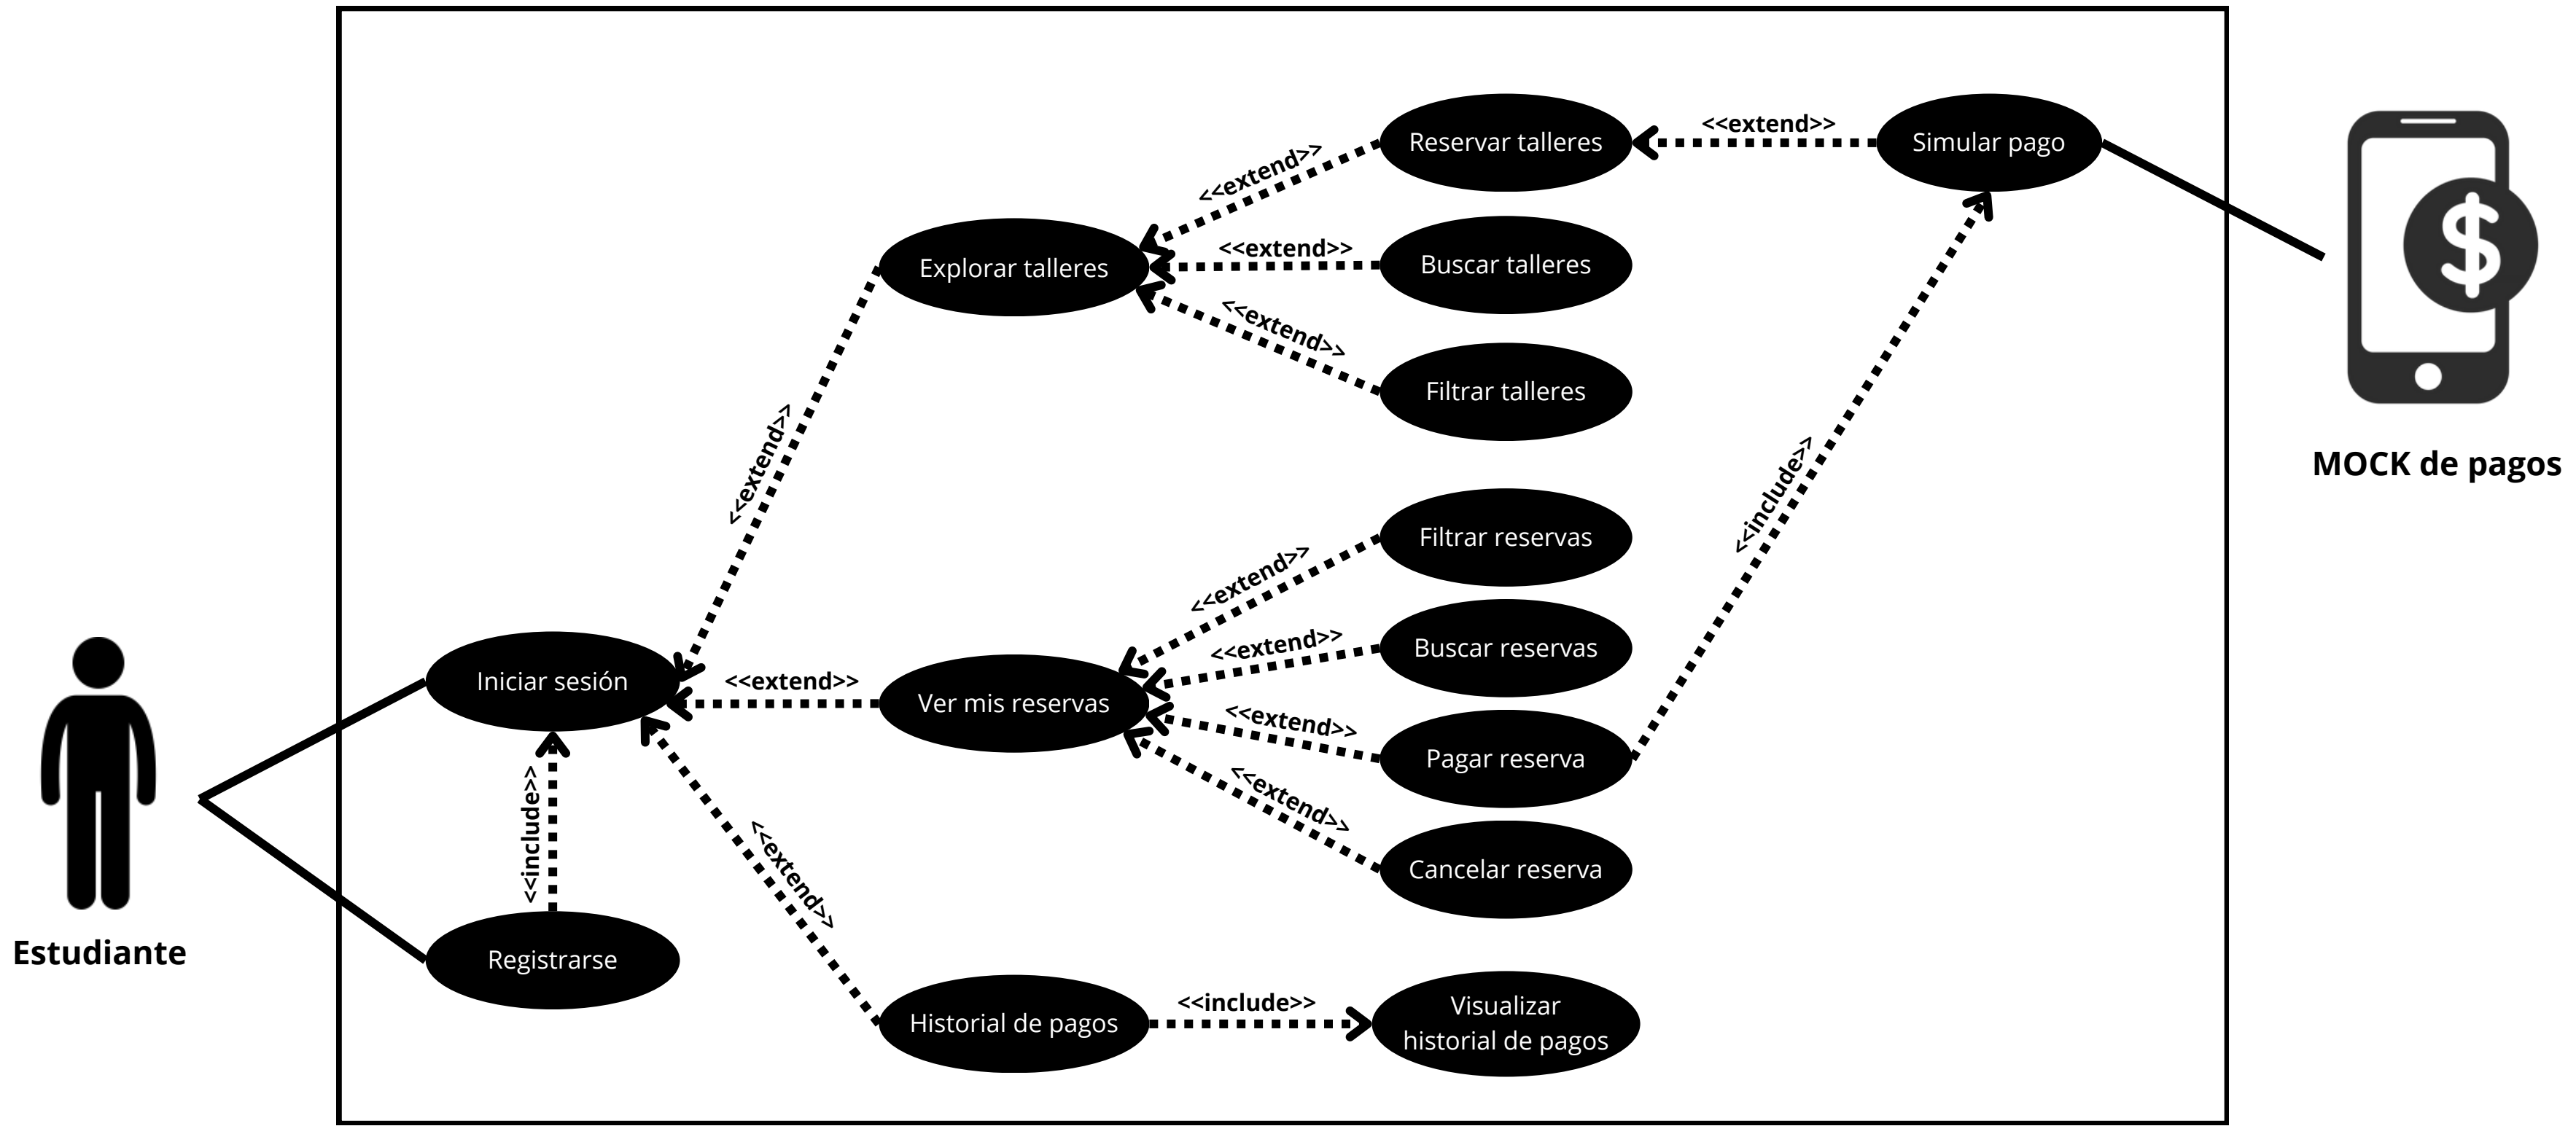 Reservar talleres
<<extend>>
Simular pago
<<extend>>
Explorar talleres
<<extend>>
Buscar talleres
<<extend>>
Filtrar talleres
MOCK de pagos
<<extend>>
<<include>>
Filtrar reservas
<<extend>>
<<extend>>
Buscar reservas
Iniciar sesión
<<extend>>
Ver mis reservas
<<extend>>
Pagar reserva
<<extend>>
Cancelar reserva
<<include>>
<<extend>>
Estudiante
Registrarse
Historial de pagos
<<include>>
Visualizar
historial de pagos